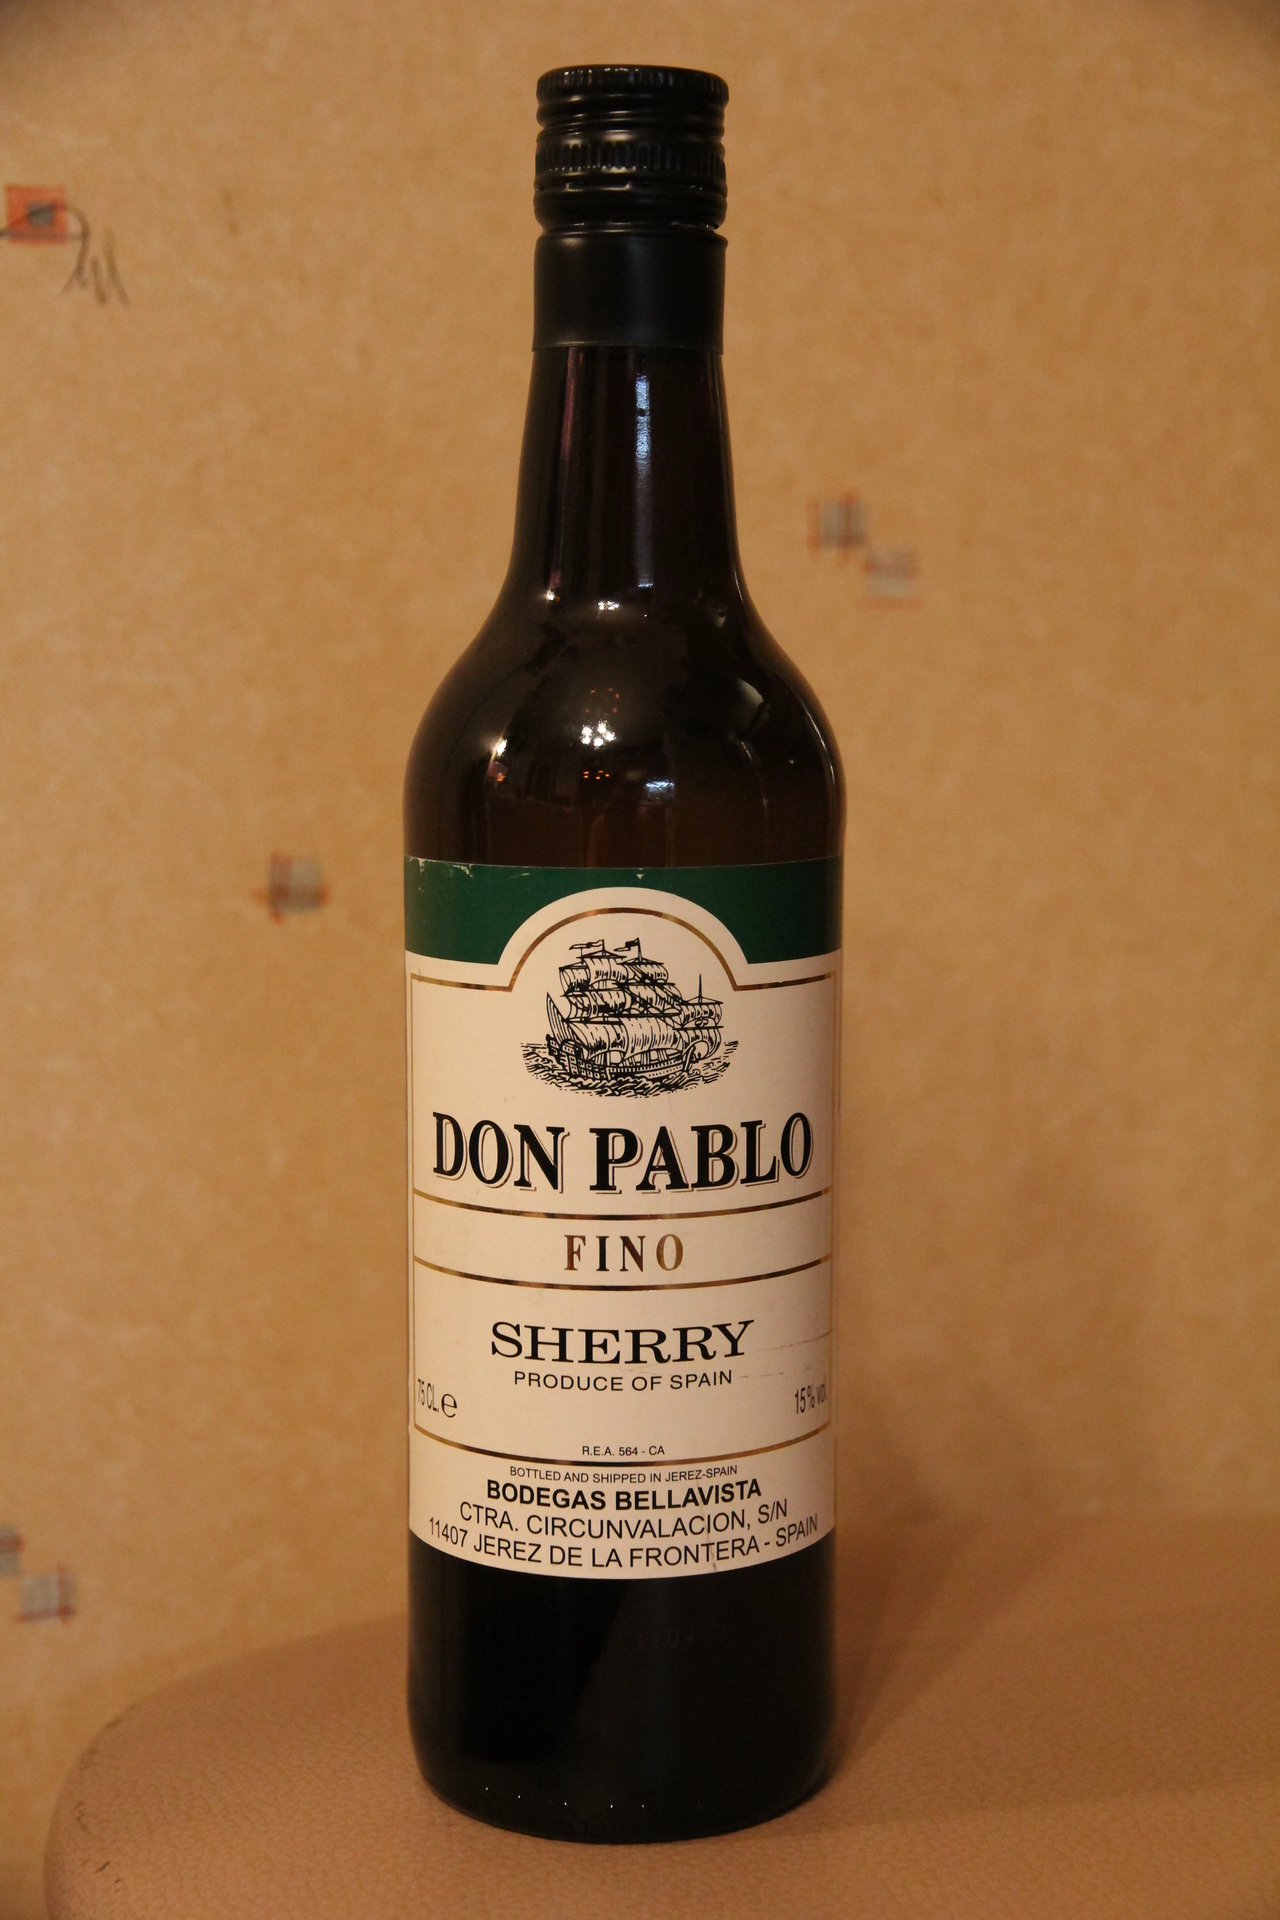 DON PABLO
FINO
SHERRY
PRODUCE OF SPAIN
75 CL. e 15% vol.
R.E.A. 564 - CA
BOTTLED AND SHIPPED IN JEREZ-SPAIN
BODEGAS BELLAVISTA
CTRA. CIRCUNVALACION, S/N
11407 JEREZ DE LA FRONTERA - SPAIN